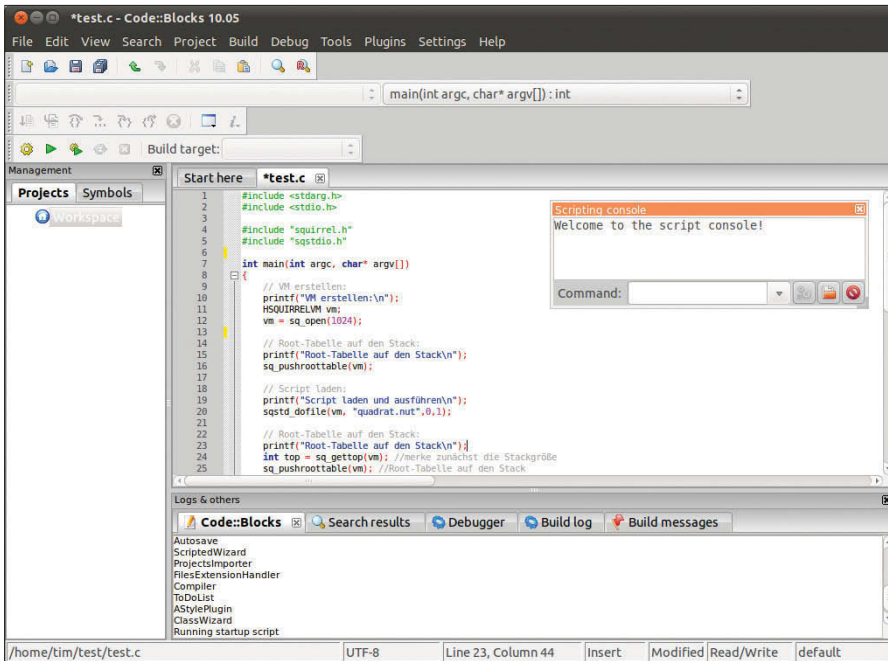 *test.c - Code::Blocks 10.05
File Edit View Search Project Build Debug Tools Plugins Settings Help
main(int argc, char* argv[]) : int
Build target:
Management
Projects Symbols
Workspace
Start here *test.c
1 #include <stdarg.h>
2 #include <stdio.h>
3
4 #include "squirrel.h"
5 #include "sqstdio.h"
6
7 int main(int argc, char* argv[])
8 {
9 // VM erstellen:
10 printf("VM erstellen:\n");
11 HSQUIRRELVM vm;
12 vm = sq_open(1024);
13
14 // Root-Tabelle auf den Stack:
15 printf("Root-Tabelle auf den Stack\n");
16 sq_pushroottable(vm);
17
18 // Script laden:
19 printf("Script laden und ausführen\n");
20 sqstd_dofile(vm, "quadrat.nut",0,1);
21
22 // Root-Tabelle auf den Stack:
23 printf("Root-Tabelle auf den Stack\n");
24 int top = sq_gettop(vm); //merke zunächst die Stackgröße
25 sq_pushroottable(vm); //Root-Tabelle auf den Stack
Scripting console
Welcome to the script console!
Command:
Logs & others
Code::Blocks Search results Debugger Build log Build messages
Autosave
ScriptedWizard
ProjectsImporter
FilesExtensionHandler
Compiler
ToDoList
AStylePlugin
ClassWizard
Running startup script
/home/tim/test/test.c UTF-8 Line 23, Column 44 Insert Modified Read/Write default